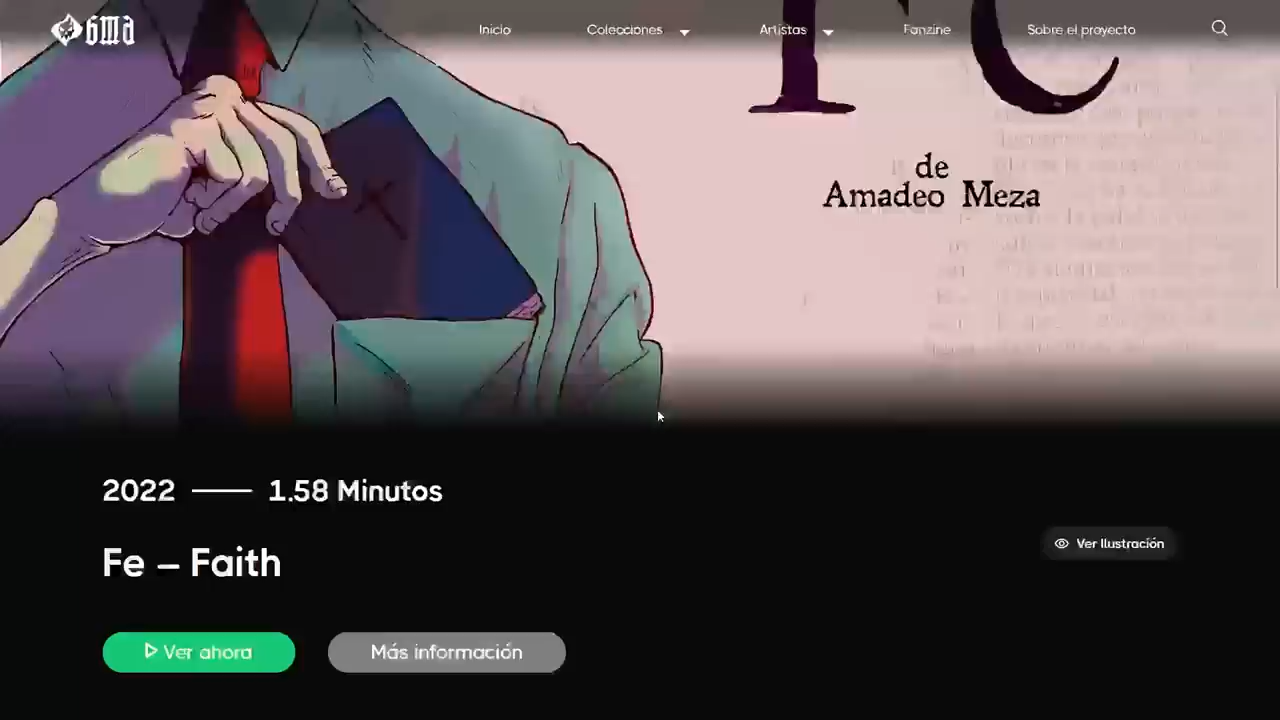 6MA
Inicio
Colecciones
Artistas
Fanzine
Sobre el proyecto
Fe
de
Amadeo Meza
2022 — 1.58 Minutos
Fe – Faith
Ver Ilustración
Ver ahora
Más información